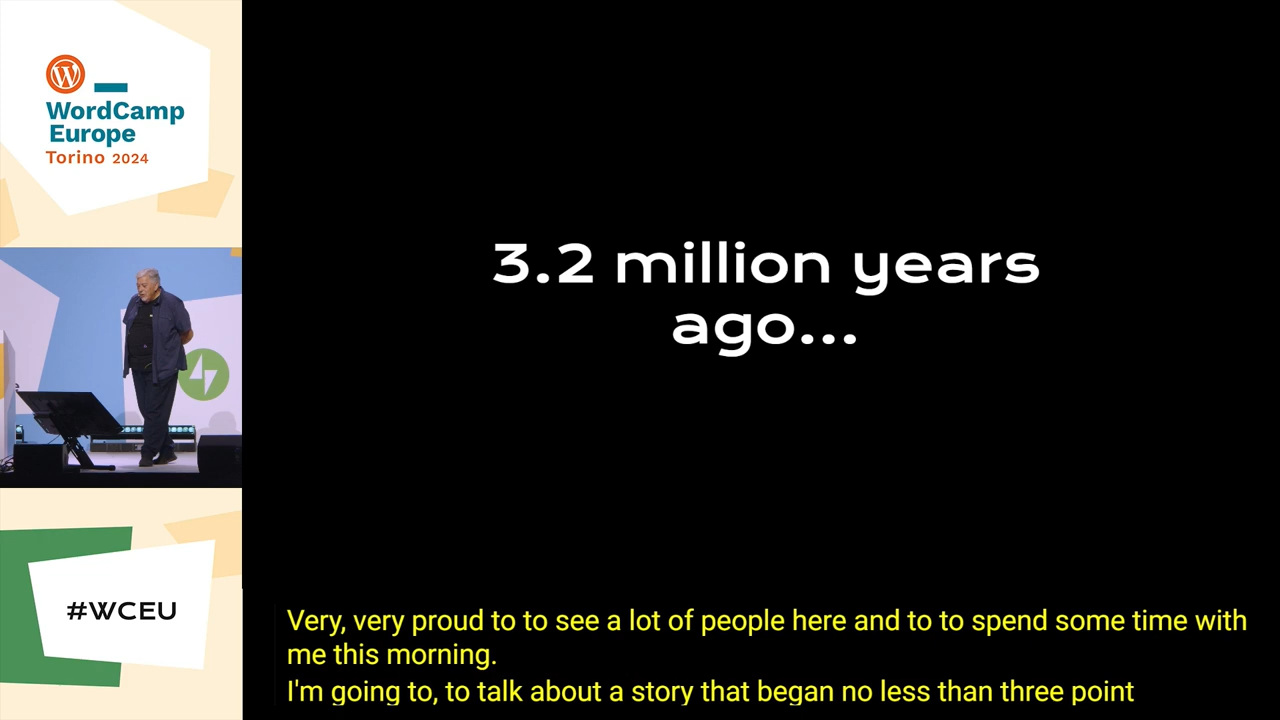 WordCamp
Europe
Torino 2024
3.2 million years
ago...
#WCEU
Very, very proud to to see a lot of people here and to to spend some time with
me this morning.
I'm going to, to talk about a story that began no less than three point